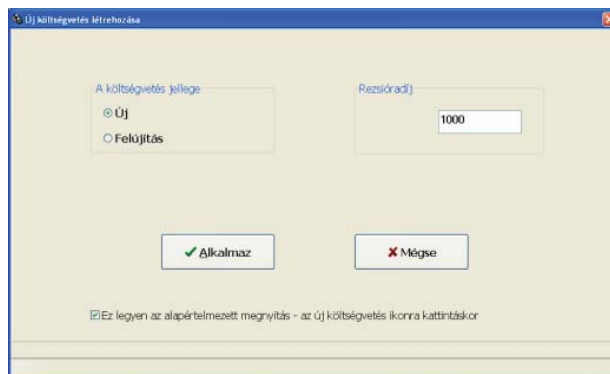 Új költségvetés létrehozása
A költségvetés jellege
Új
Felújítás
Rezsióradíj
1000
Alkalmaz
Mégse
Ez legyen az alapértelmezett megnyitás - az új költségvetés ikonra kattintáskor